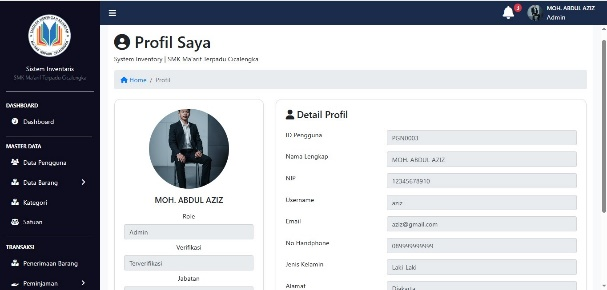 MOH. ABDUL AZIZ
Admin
3
Sistem Inventaris
SMK Ma'arif Terpadu Cicalengka
DASHBOARD
Dashboard
MASTER DATA
Data Pengguna
Data Barang
Kategori
Satuan
TRANSAKSI
Penerimaan Barang
Peminjaman
Profil Saya
System Inventory | SMK Ma'arif Terpadu Cicalengka
Home / Profil
MOH. ABDUL AZIZ
Role
Admin
Verifikasi
Terverifikasi
Jabatan
Detail Profil
ID Pengguna
PGN0003
Nama Lengkap
MOH. ABDUL AZIZ
NIP
12345678910
Username
aziz
Email
aziz@gmail.com
No Handphone
089999999999
Jenis Kelamin
Laki-Laki
Alamat